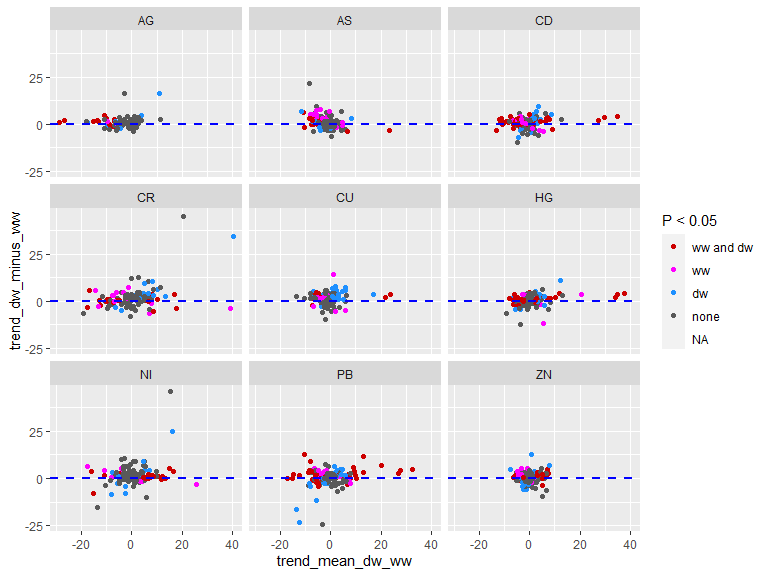 AG AS CD
25
0
-25
CR CU HG
25
0
-25
NI PB ZN
25
0
-25
-20 0 20 40 -20 0 20 40 -20 0 20 40
trend_mean_dw_ww
trend_dw_minus_ww
P < 0.05
ww and dw
ww
dw
none
NA